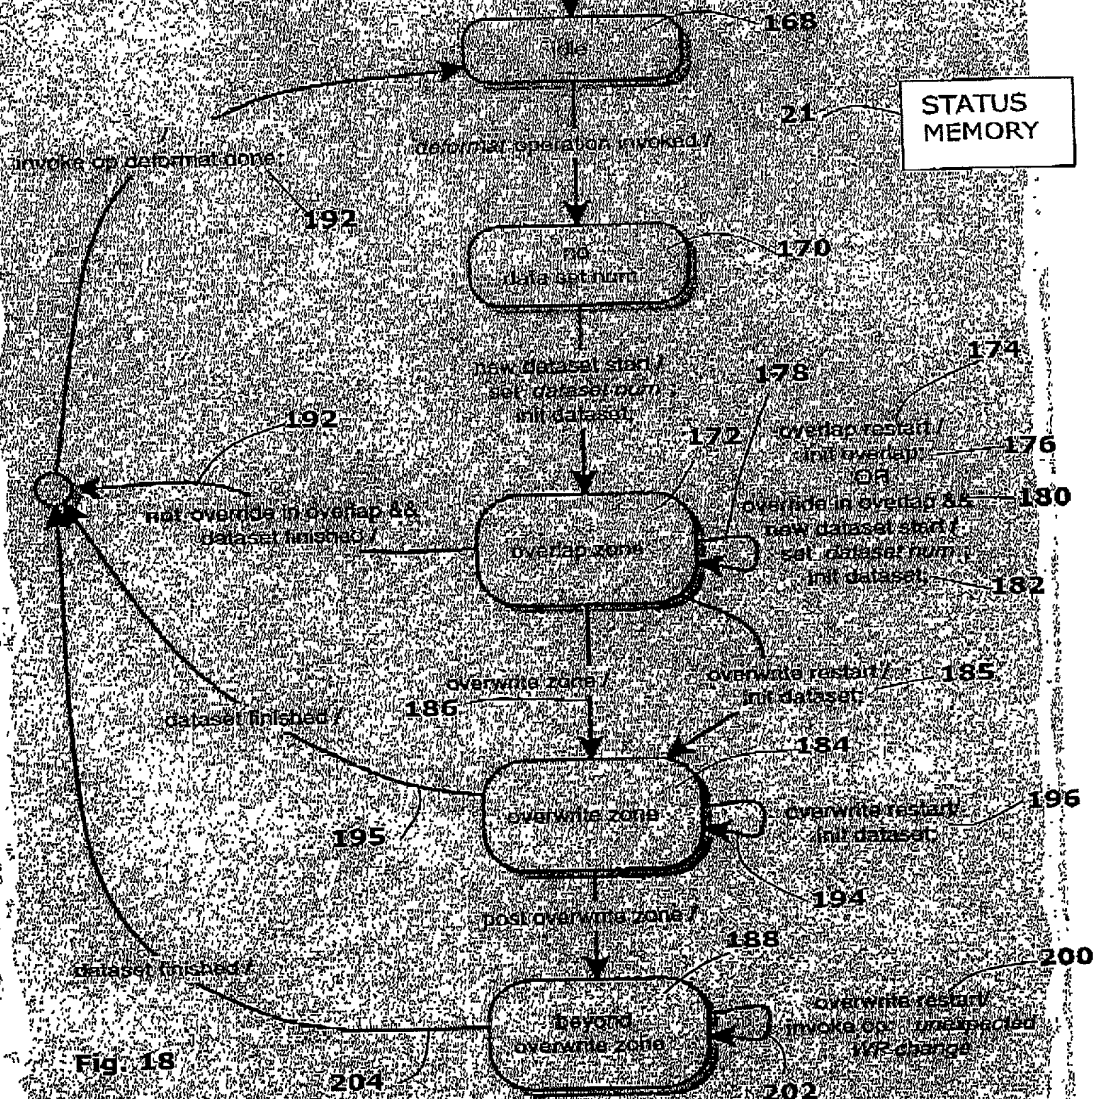 168
idle
21
STATUS
MEMORY
deformat operation invoked /
invoke op deformat done;
192
170
no
data set num
174
new dataset start /
set dataset num ,
init dataset;
178
192
172
overlap restart /
init overlap;
176
OR
override in overlap &&
180
new dataset start /
set dataset num ,
init dataset;
182
not override in overlap &&
dataset finished /
overlap zone
overwrite zone /
186
overwrite restart /
init dataset;
185
dataset finished /
184
195
overwrite zone
overwrite restart/
init dataset;
196
194
post overwrite zone /
188
dataset finished /
200
beyond
overwrite zone
overwrite restart/
invoke op: unexpected
WP change
Fig. 18
204
202